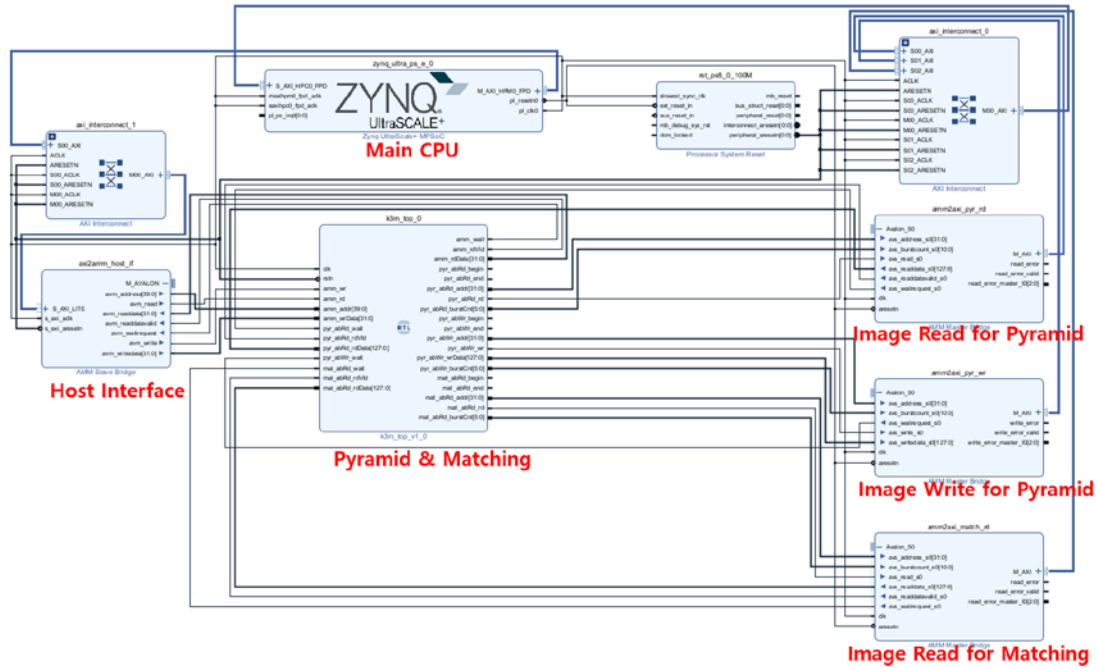 zynq_ultra_ps_e_0
S_AXI_HPC0_FPD
maxihpm0_fpd_aclk
saxihpc0_fpd_aclk
pl_ps_irq0[0:0]
M_AXI_HPM0_FPD
pl_resetn0
pl_clk0
ZYNQ
UltraSCALE+
Zynq UltraScale+ MPSoC
Main CPU
rst_ps8_0_100M
slowest_sync_clk
ext_reset_in
aux_reset_in
mb_debug_sys_rst
dcm_locked
mb_reset
bus_struct_reset[0:0]
peripheral_reset[0:0]
interconnect_aresetn[0:0]
peripheral_aresetn[0:0]
Processor System Reset
axi_interconnect_0
S00_AXI
S01_AXI
S02_AXI
ACLK
ARESETN
S00_ACLK
S00_ARESETN
M00_ACLK
M00_ARESETN
S01_ACLK
S01_ARESETN
S02_ACLK
S02_ARESETN
M00_AXI
AXI Interconnect
axi_interconnect_1
S00_AXI
ACLK
ARESETN
S00_ACLK
S00_ARESETN
M00_ACLK
M00_ARESETN
M00_AXI
AXI Interconnect
axi2amm_host_if
S_AXI_LITE
s_axi_aclk
s_axi_aresetn
M_AVALON
avm_address[39:0]
avm_read
avm_readdata[31:0]
avm_readdatavalid
avm_waitrequest
avm_write
avm_writedata[31:0]
AMM Slave Bridge
Host Interface
k3m_top_0
clk
rstn
amm_wr
amm_rd
amm_addr[39:0]
amm_wrData[31:0]
pyr_abRd_wait
pyr_abRd_rdVld
pyr_abRd_rdData[127:0]
pyr_abWr_wait
mat_abRd_wait
mat_abRd_rdVld
mat_abRd_rdData[127:0]
RTL
amm_wait
amm_rdVld
amm_rdData[31:0]
pyr_abRd_begin
pyr_abRd_end
pyr_abRd_addr[31:0]
pyr_abRd_rd
pyr_abRd_burstCnt[5:0]
pyr_abWr_begin
pyr_abWr_end
pyr_abWr_addr[31:0]
pyr_abWr_wr
pyr_abWr_wrData[127:0]
pyr_abWr_burstCnt[5:0]
mat_abRd_begin
mat_abRd_end
mat_abRd_addr[31:0]
mat_abRd_rd
mat_abRd_burstCnt[5:0]
k3m_top_v1_0
Pyramid & Matching
amm2axi_pyr_rd
Avalon_S0
avs_address_s0[31:0]
avs_burstcount_s0[10:0]
avs_read_s0
avs_readdata_s0[127:0]
avs_readdatavalid_s0
avs_waitrequest_s0
clk
aresetn
M_AXI
read_error
read_error_valid
read_error_master_ID[2:0]
AMM Master Bridge
Image Read for Pyramid
amm2axi_pyr_wr
Avalon_S0
avs_address_s0[31:0]
avs_burstcount_s0[10:0]
avs_waitrequest_s0
avs_write_s0
avs_writedata_s0[127:0]
clk
aresetn
M_AXI
write_error
write_error_valid
write_error_master_ID[2:0]
AMM Master Bridge
Image Write for Pyramid
amm2axi_match_rd
Avalon_S0
avs_address_s0[31:0]
avs_burstcount_s0[10:0]
avs_read_s0
avs_readdata_s0[127:0]
avs_readdatavalid_s0
avs_waitrequest_s0
clk
aresetn
M_AXI
read_error
read_error_valid
read_error_master_ID[2:0]
AMM Master Bridge
Image Read for Matching